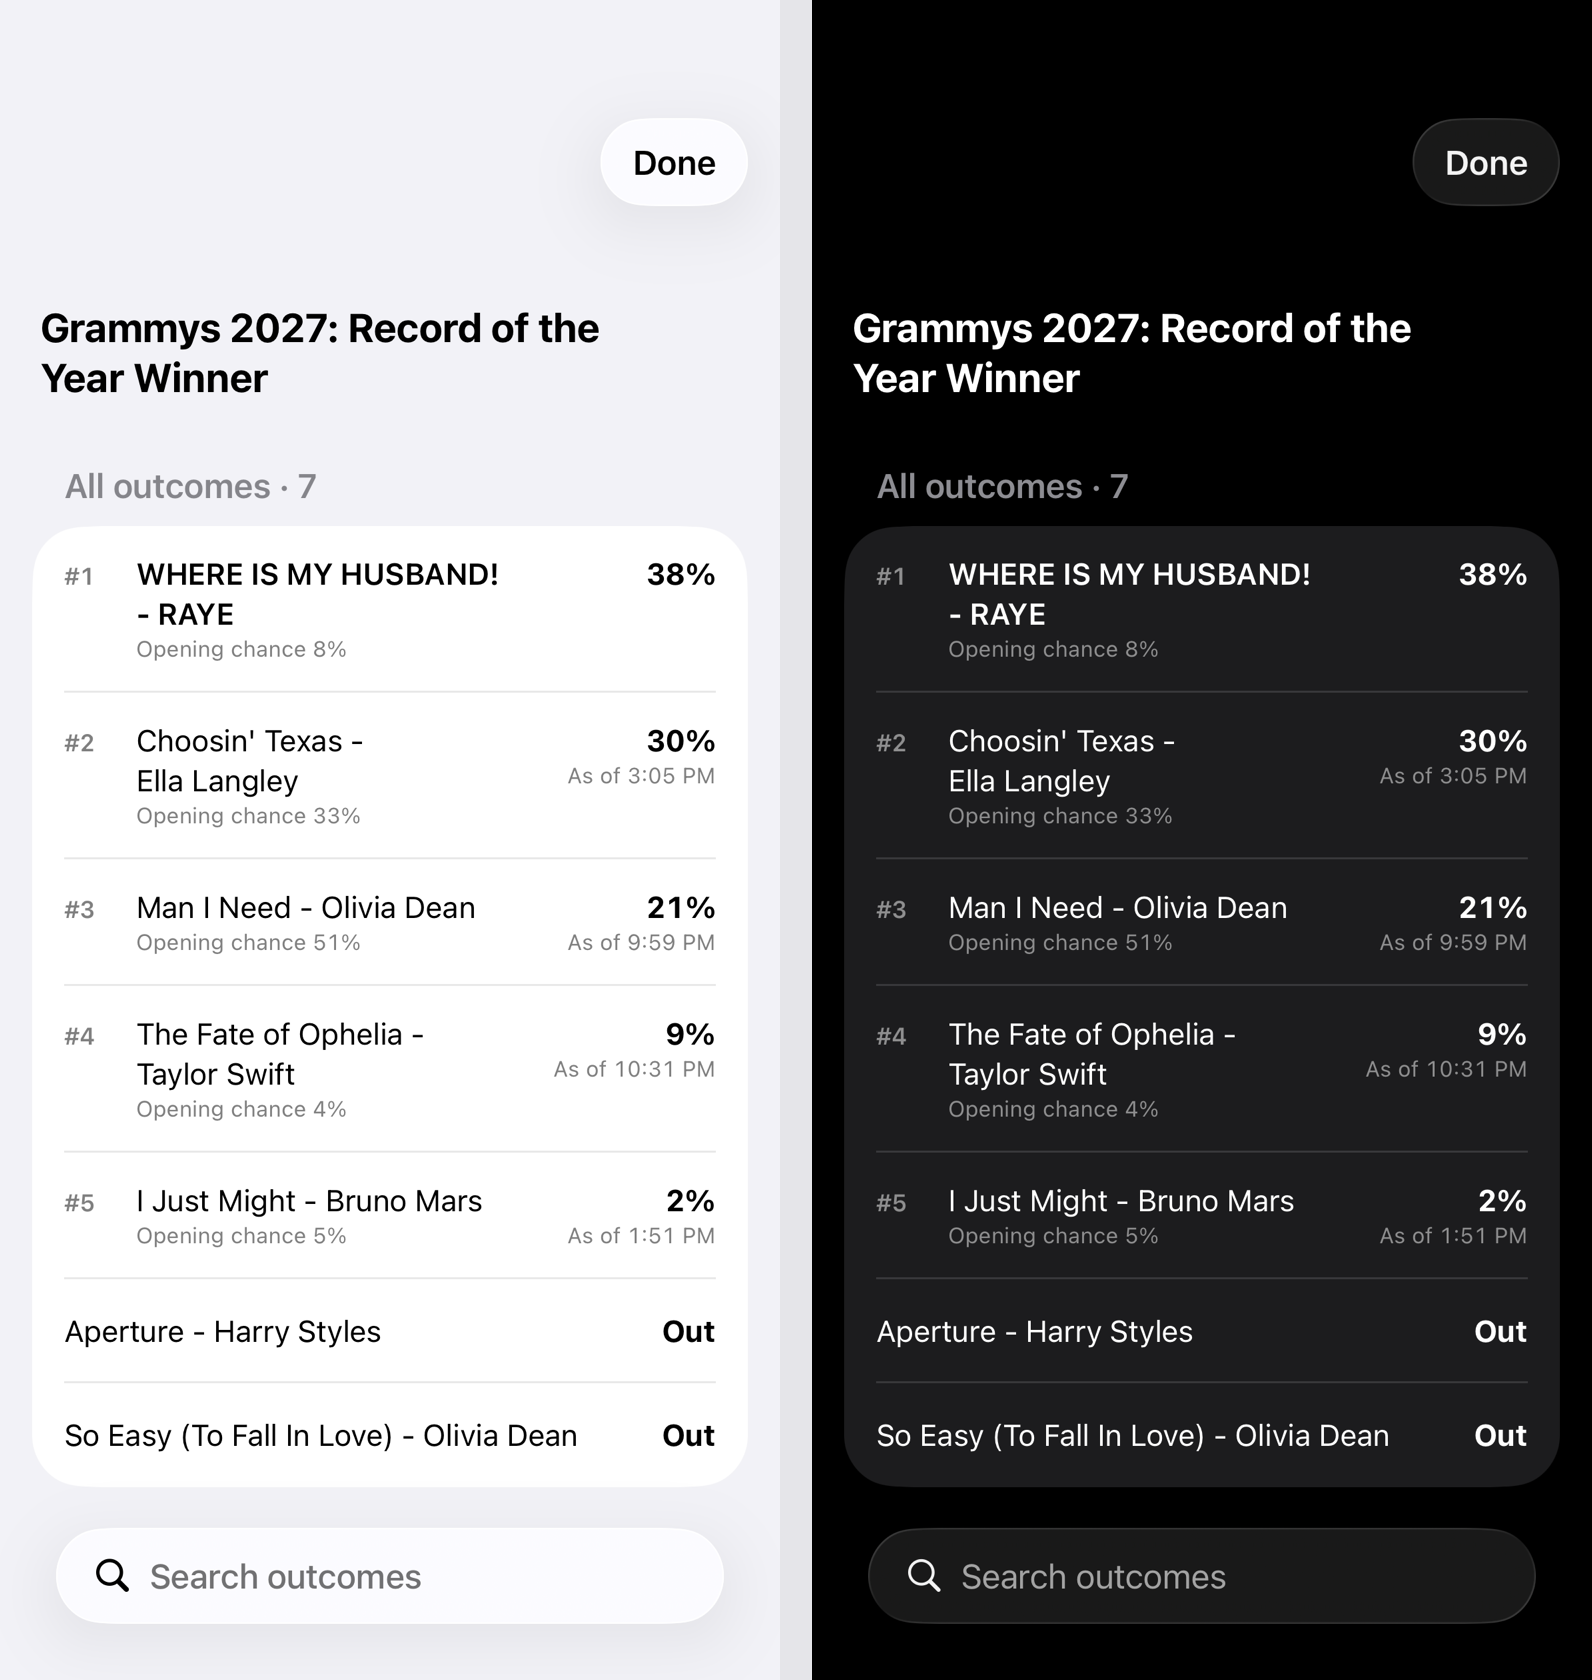 Done
Grammys 2027: Record of the
Year Winner
All outcomes · 7
#1 WHERE IS MY HUSBAND! 38%
- RAYE
Opening chance 8%
#2 Choosin' Texas - 30%
Ella Langley As of 3:05 PM
Opening chance 33%
#3 Man I Need - Olivia Dean 21%
Opening chance 51% As of 9:59 PM
#4 The Fate of Ophelia - 9%
Taylor Swift As of 10:31 PM
Opening chance 4%
#5 I Just Might - Bruno Mars 2%
Opening chance 5% As of 1:51 PM
Aperture - Harry Styles Out
So Easy (To Fall In Love) - Olivia Dean Out
Search outcomes
Done
Grammys 2027: Record of the
Year Winner
All outcomes · 7
#1 WHERE IS MY HUSBAND! 38%
- RAYE
Opening chance 8%
#2 Choosin' Texas - 30%
Ella Langley As of 3:05 PM
Opening chance 33%
#3 Man I Need - Olivia Dean 21%
Opening chance 51% As of 9:59 PM
#4 The Fate of Ophelia - 9%
Taylor Swift As of 10:31 PM
Opening chance 4%
#5 I Just Might - Bruno Mars 2%
Opening chance 5% As of 1:51 PM
Aperture - Harry Styles Out
So Easy (To Fall In Love) - Olivia Dean Out
Search outcomes